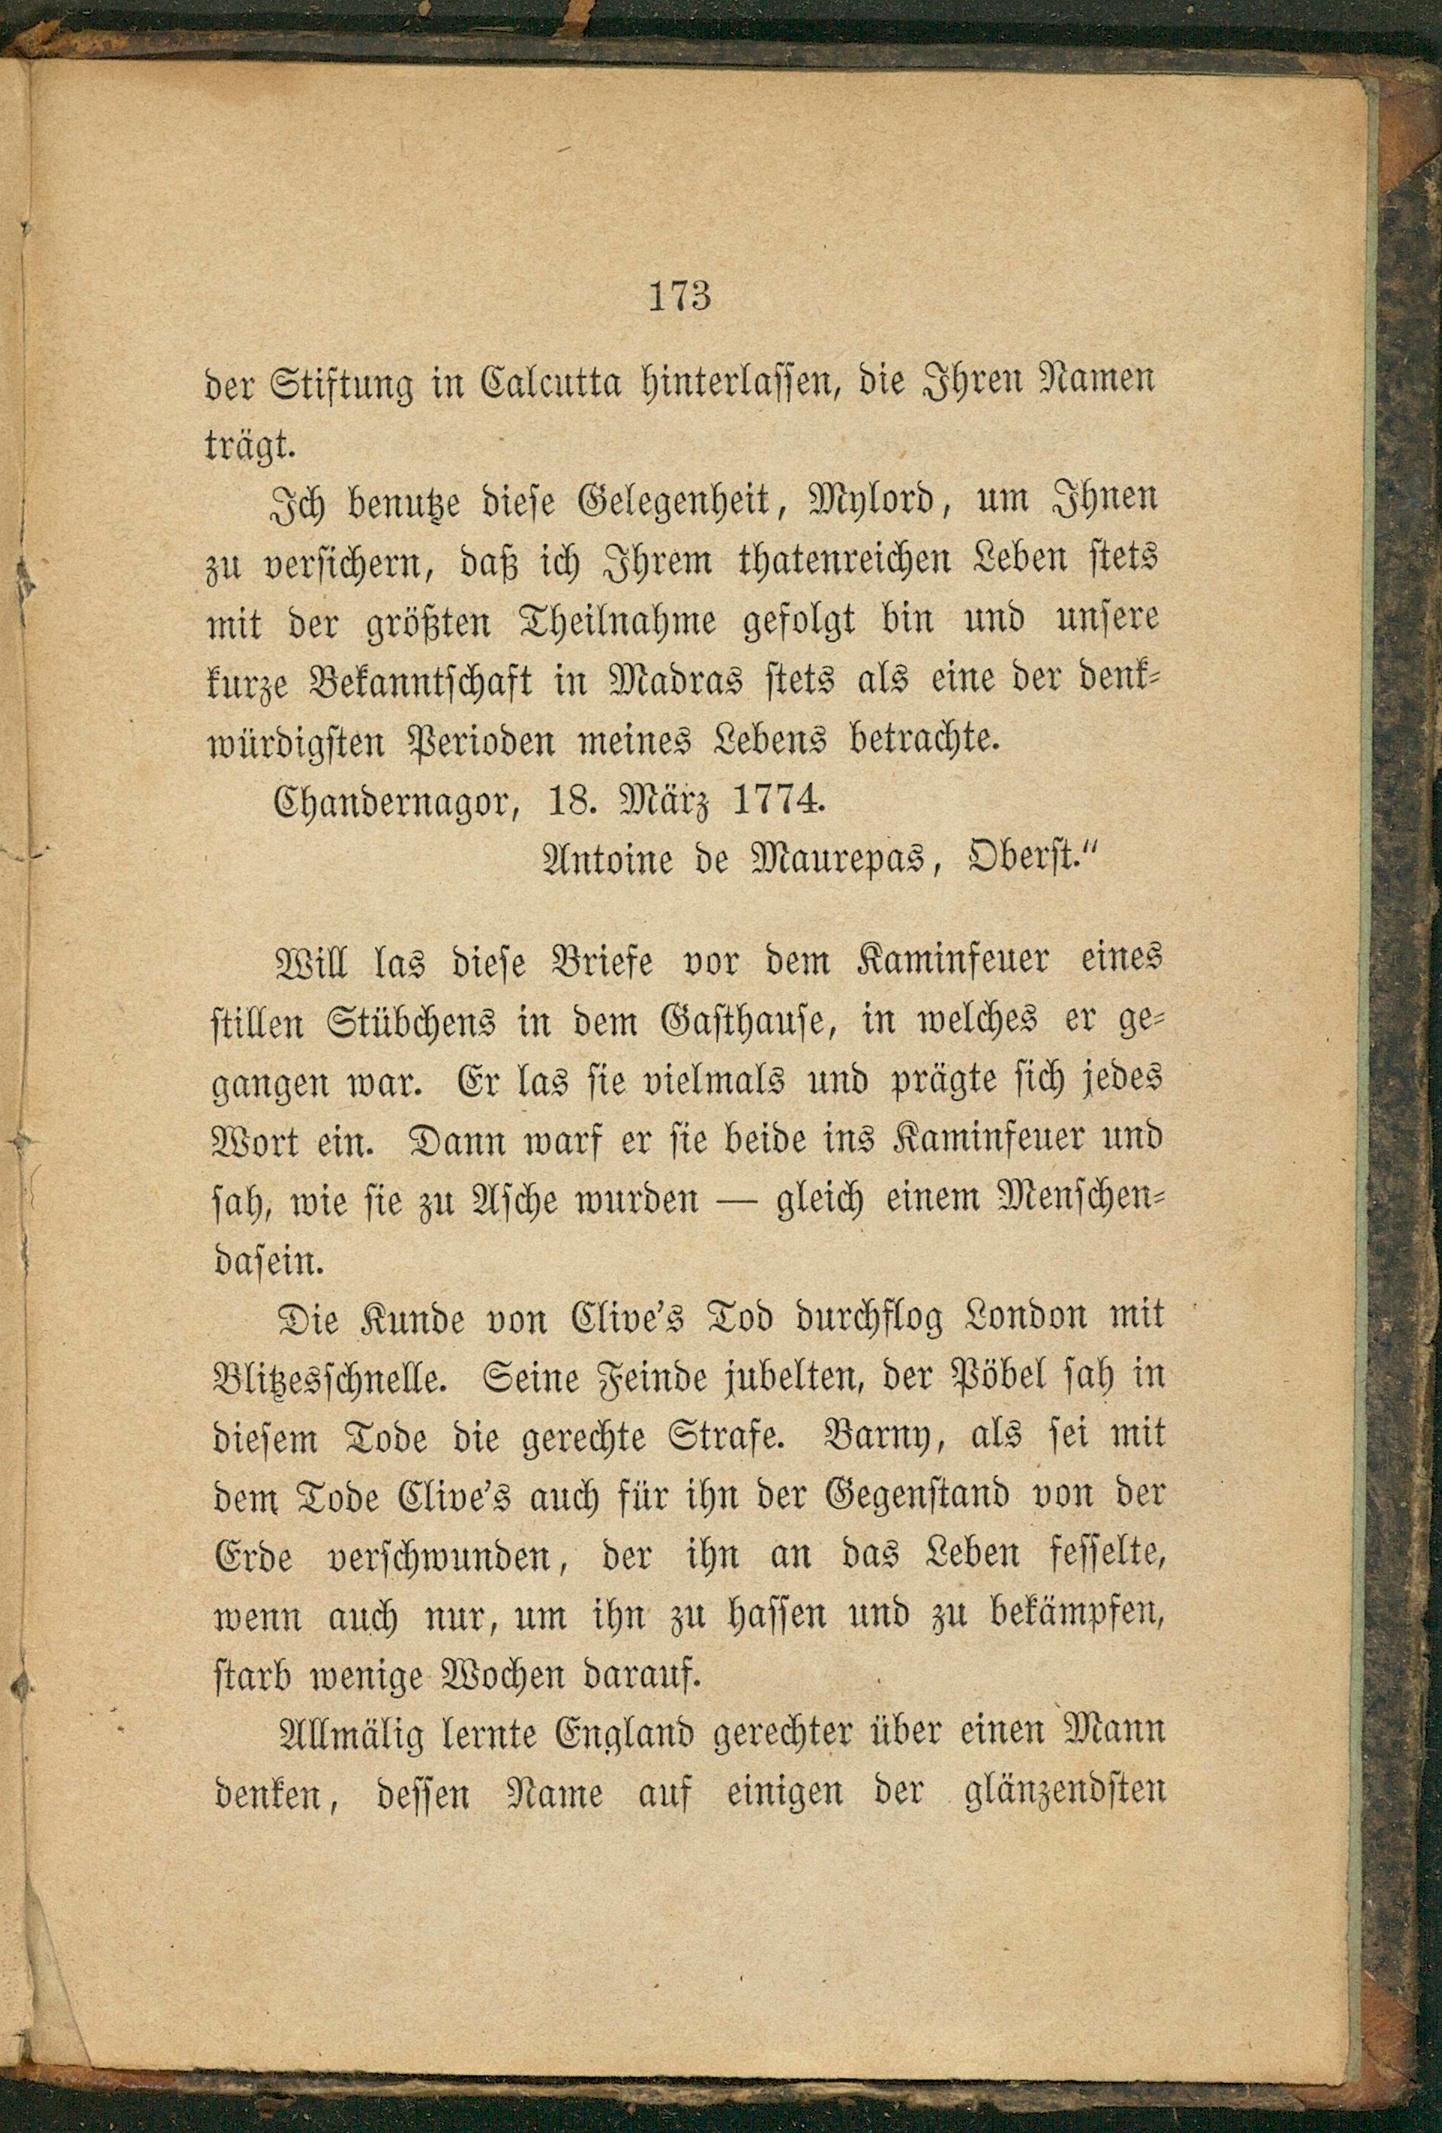 173
der Stiftung in Calcutta hinterlassen, die Ihren Namen
trägt.
Ich benutze diese Gelegenheit, Mylord, um Ihnen
zu versichern, daß ich Ihrem thatenreichen Leben stets
mit der größten Theilnahme gefolgt bin und unsere
kurze Bekanntschaft in Madras stets als eine der denk-
würdigsten Perioden meines Lebens betrachte.
Chandernagor, 18. März 1774.
Antoine de Maurepas, Oberst.“
Will las diese Briefe vor dem Kaminfeuer eines
stillen Stübchens in dem Gasthause, in welches er ge-
gangen war. Er las sie vielmals und prägte sich jedes
Wort ein. Dann warf er sie beide ins Kaminfeuer und
sah, wie sie zu Asche wurden — gleich einem Menschen-
dasein.
Die Kunde von Clive's Tod durchflog London mit
Blitzesschnelle. Seine Feinde jubelten, der Pöbel sah in
diesem Tode die gerechte Strafe. Barny, als sei mit
dem Tode Clive's auch für ihn der Gegenstand von der
Erde verschwunden, der ihn an das Leben fesselte,
wenn auch nur, um ihn zu hassen und zu bekämpfen,
starb wenige Wochen darauf.
Allmälig lernte England gerechter über einen Mann
denken, dessen Name auf einigen der glänzendsten